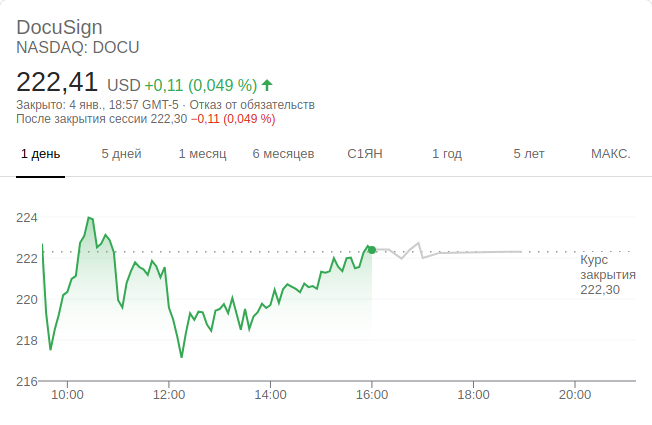 DocuSign
NASDAQ: DOCU
222,41 USD +0,11 (0,049 %)
Закрыто: 4 янв., 18:57 GMT-5 · Отказ от обязательств
После закрытия сессии 222,30 −0,11 (0,049 %)
1 день 5 дней 1 месяц 6 месяцев С1ЯН 1 год 5 лет МАКС.
224
222
220
218
216
Курс
закрытия
222,30
10:00 12:00 14:00 16:00 18:00 20:00